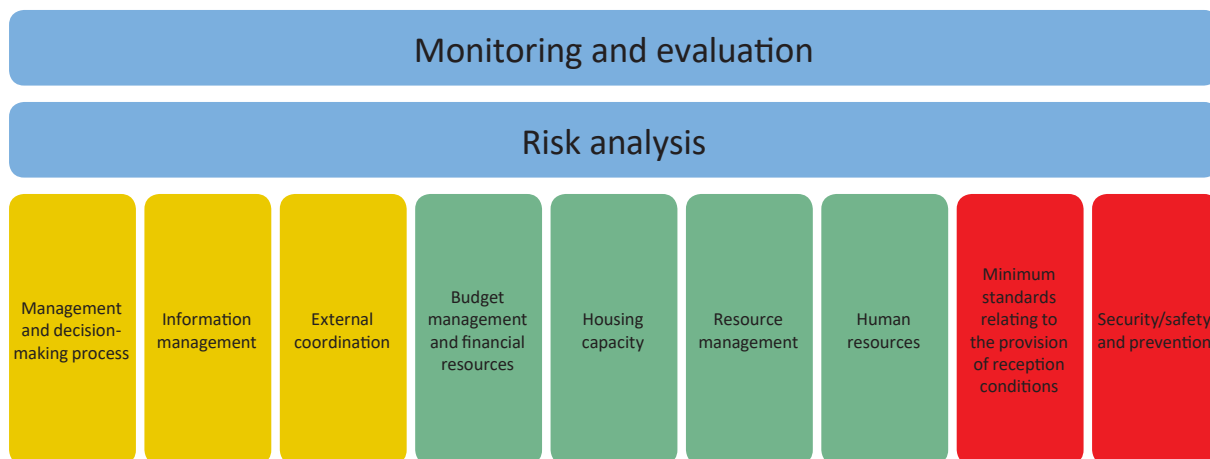 Monitoring and evaluation
Risk analysis
Management
and decision-
making process
Information
management
External
coordination
Budget
management
and financial
resources
Housing
capacity
Resource
management
Human
resources
Minimum
standards
relating to
the provision
of reception
conditions
Security/safety
and prevention